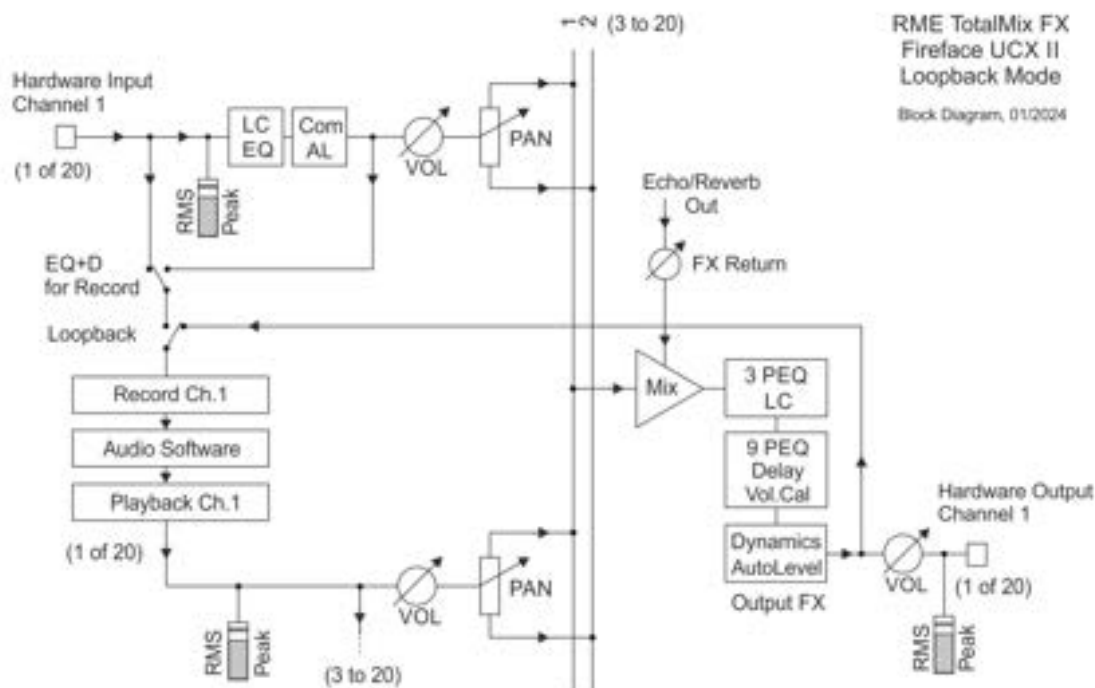 1
2
(3 to 20)
RME TotalMix FX
Fireface UCX II
Loopback Mode
Block Diagram, 01/2024
Hardware Input
Channel 1
(1 of 20)
LC
EQ
Com
AL
VOL
PAN
RMS
Peak
Echo/Reverb
Out
FX Return
EQ+D
for Record
Loopback
Record Ch.1
Audio Software
Playback Ch.1
(1 of 20)
Mix
3 PEQ
LC
9 PEQ
Delay
Vol.Cal
Dynamics
AutoLevel
Output FX
Hardware Output
Channel 1
VOL
(1 of 20)
RMS
Peak
VOL
PAN
RMS
Peak
(3 to 20)